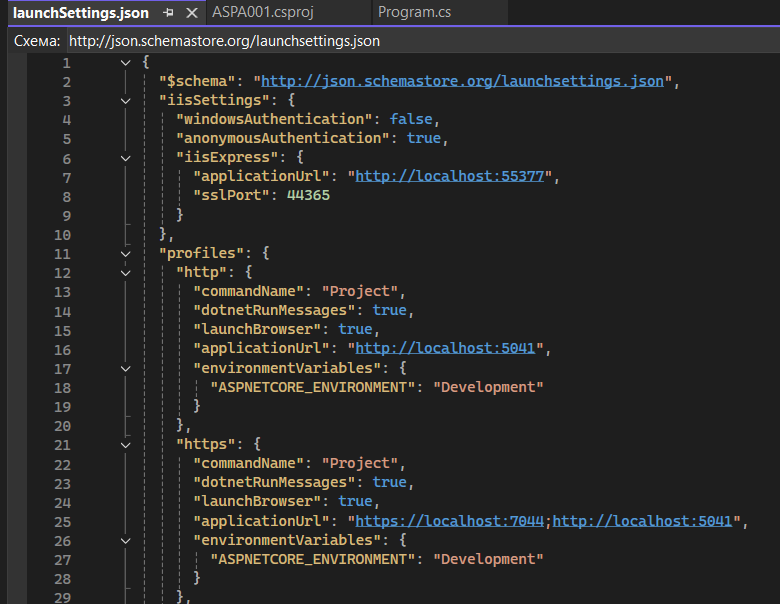 launchSettings.json ASPA001.csproj Program.cs
Схема: http://json.schemastore.org/launchsettings.json
1 {
2 "$schema": "http://json.schemastore.org/launchsettings.json",
3 "iisSettings": {
4 "windowsAuthentication": false,
5 "anonymousAuthentication": true,
6 "iisExpress": {
7 "applicationUrl": "http://localhost:55377",
8 "sslPort": 44365
9 }
10 },
11 "profiles": {
12 "http": {
13 "commandName": "Project",
14 "dotnetRunMessages": true,
15 "launchBrowser": true,
16 "applicationUrl": "http://localhost:5041",
17 "environmentVariables": {
18 "ASPNETCORE_ENVIRONMENT": "Development"
19 }
20 },
21 "https": {
22 "commandName": "Project",
23 "dotnetRunMessages": true,
24 "launchBrowser": true,
25 "applicationUrl": "https://localhost:7044;http://localhost:5041",
26 "environmentVariables": {
27 "ASPNETCORE_ENVIRONMENT": "Development"
28 }
29 },